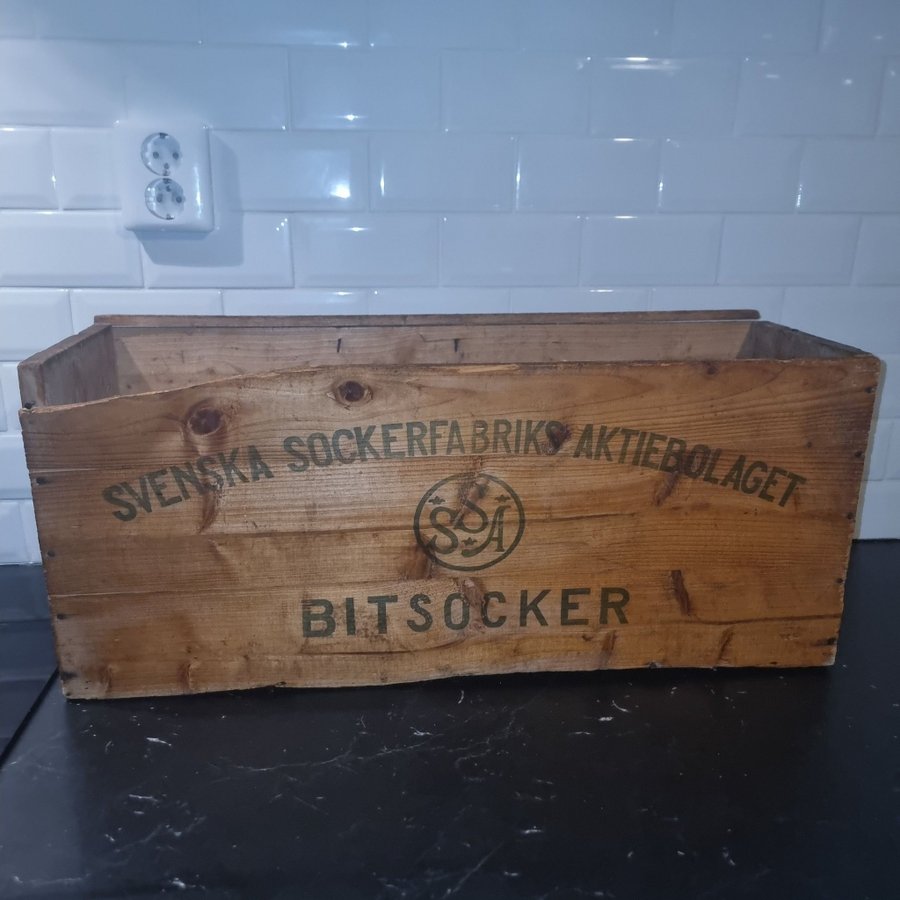 SVENSKA SOCKERFABRIKS AKTIEBOLAGET
SSA
BITSOCKER